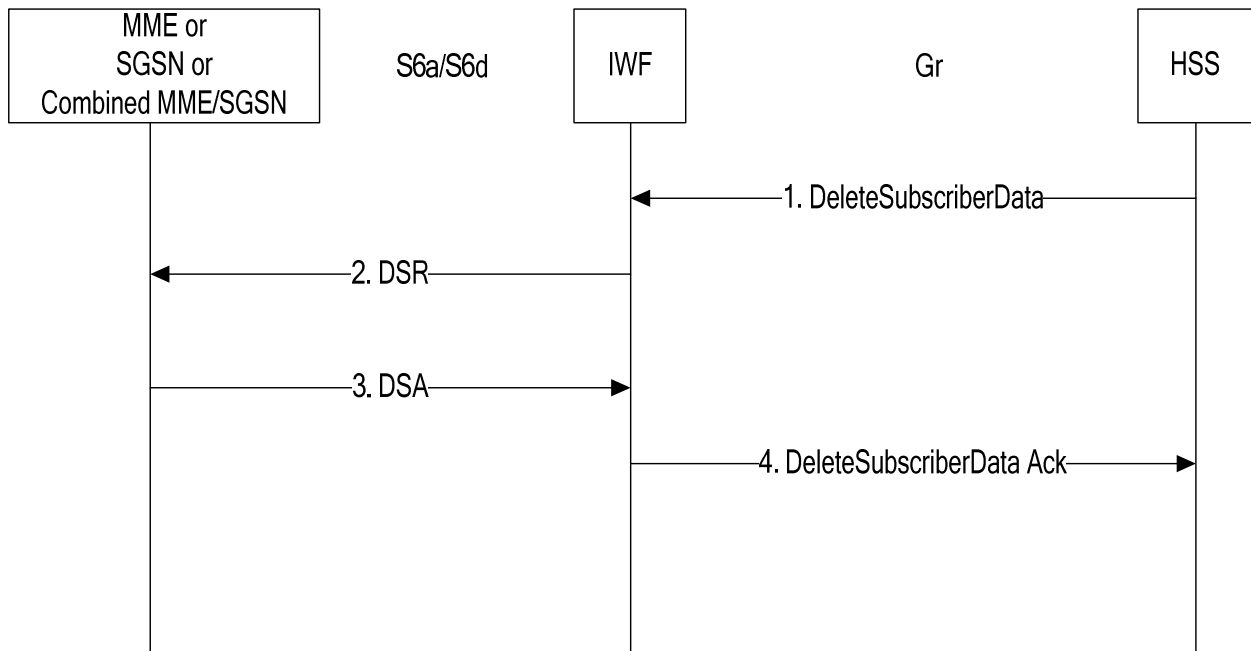 MME or
SGSN or
Combined MME/SGSN
S6a/S6d
IWF
Gr
HSS
1. DeleteSubscriberData
2. DSR
3. DSA
4. DeleteSubscriberData Ack